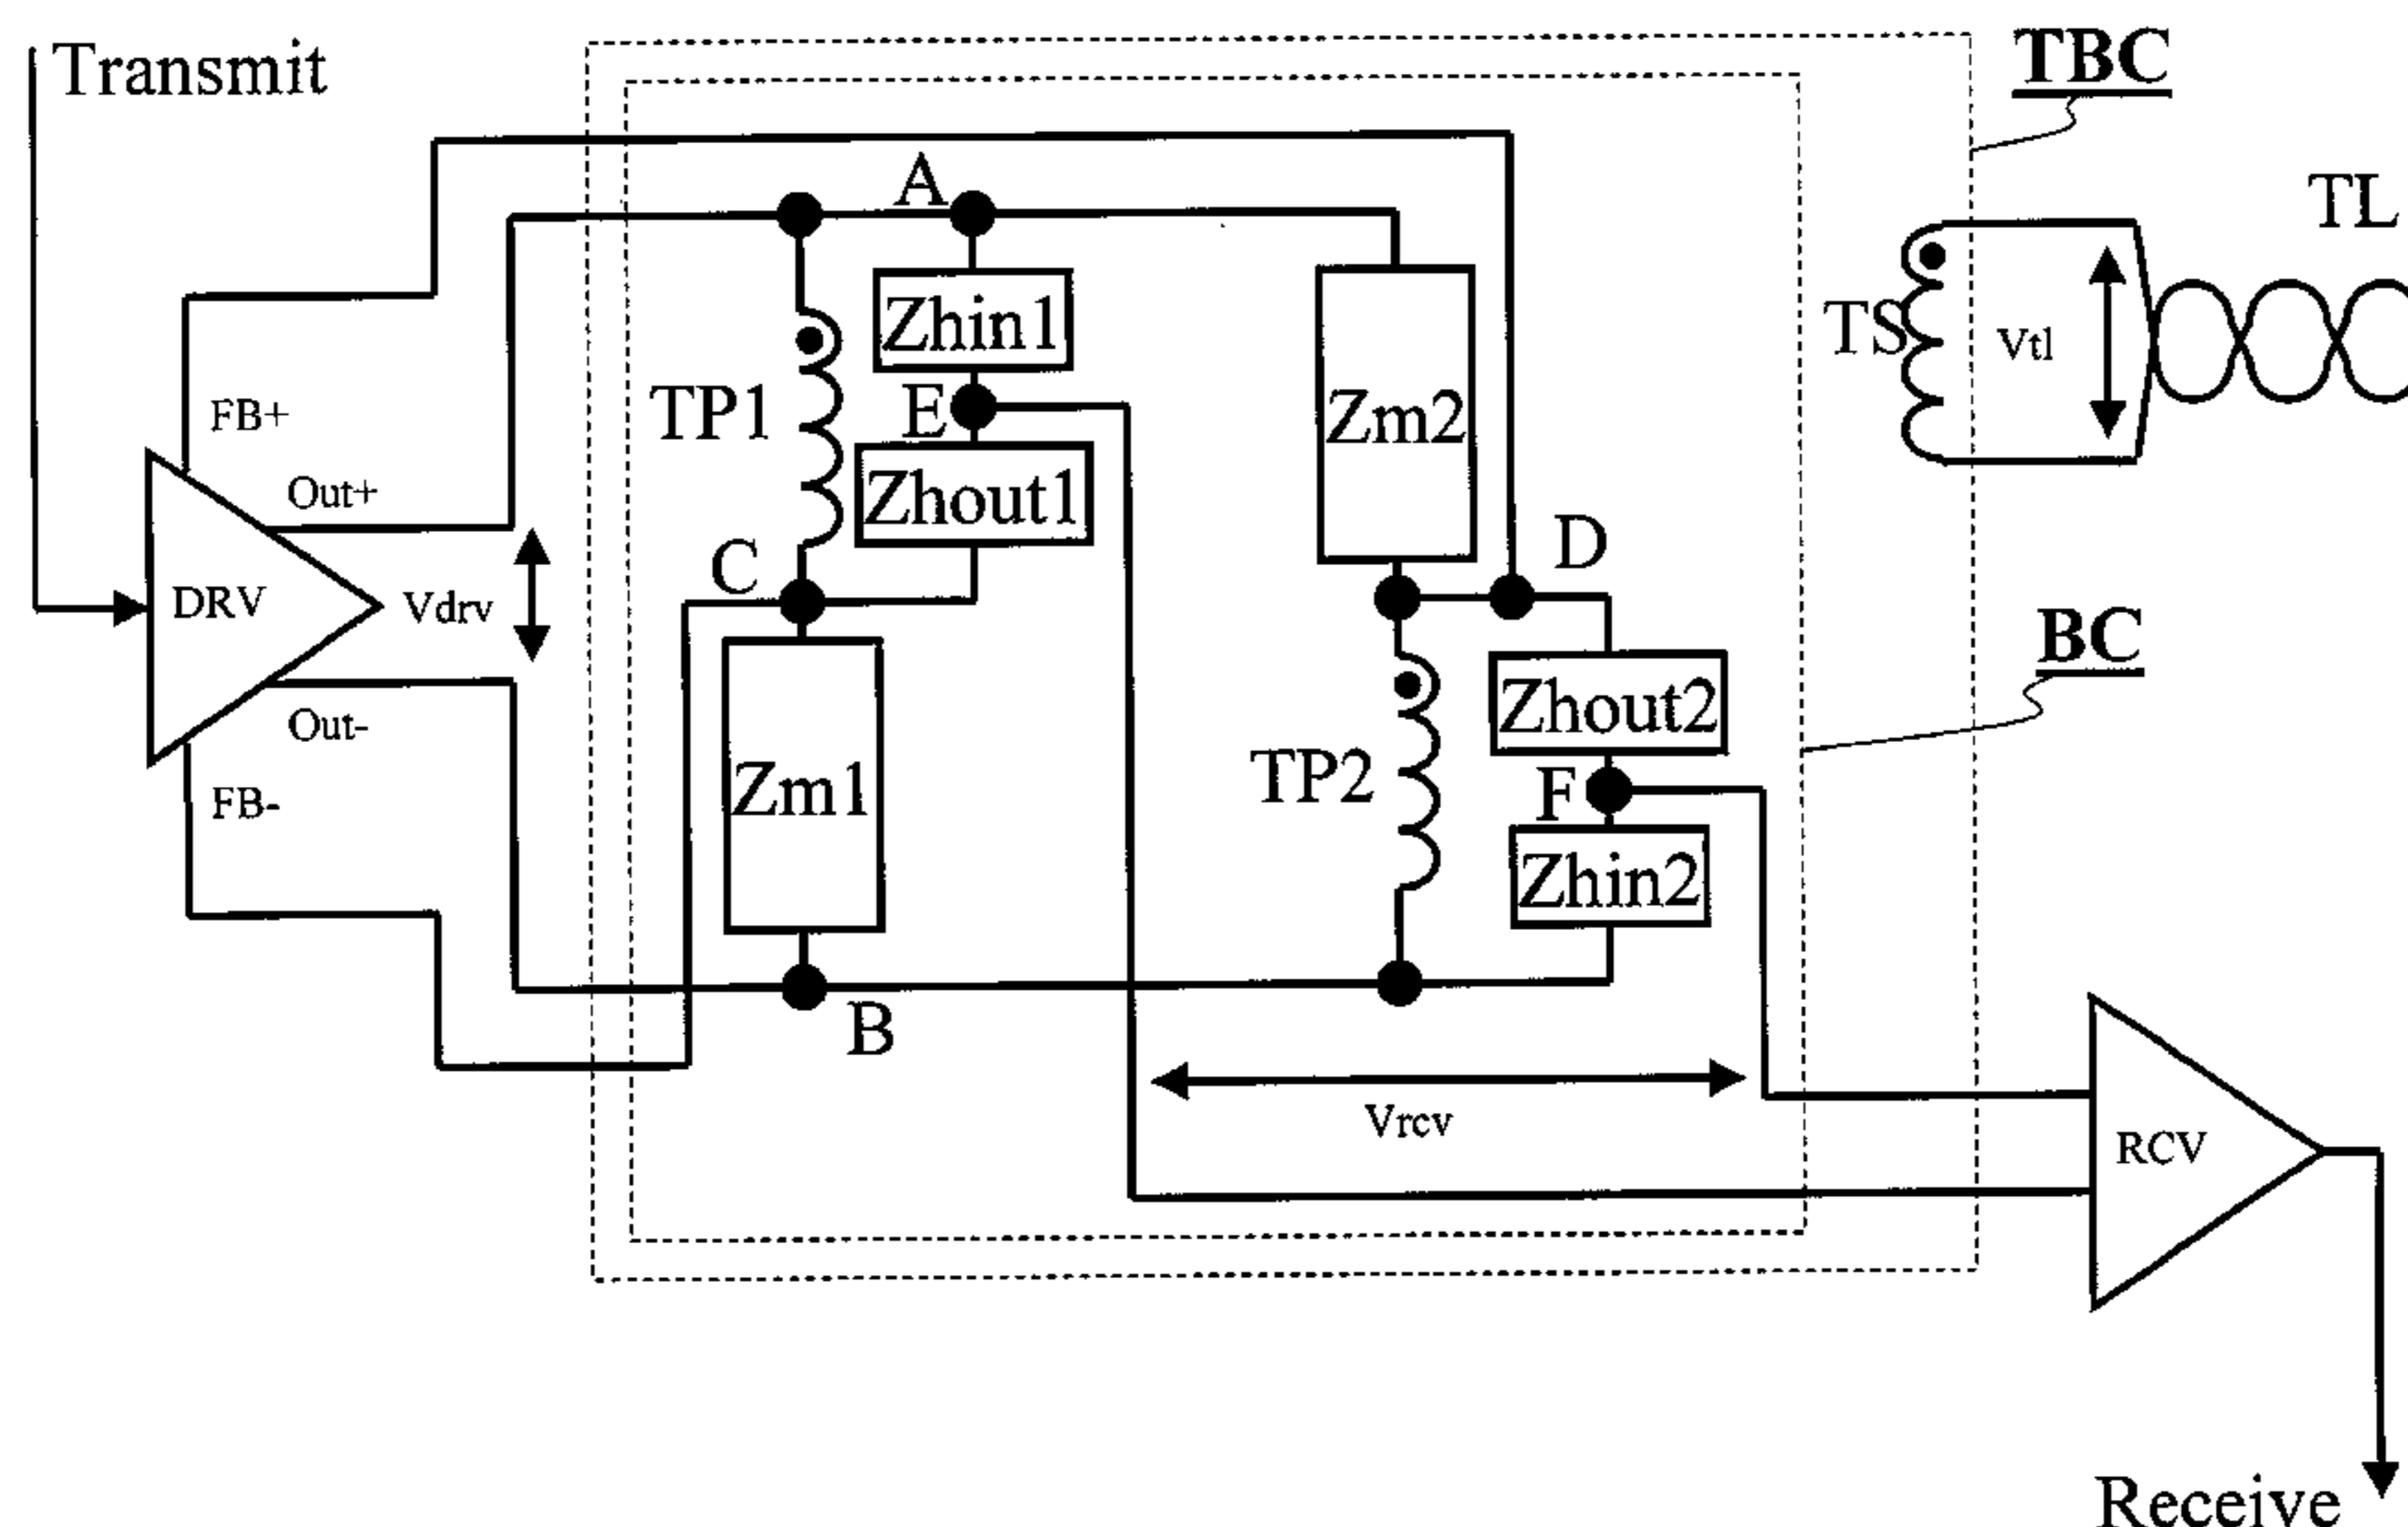 Transmit
TBC
TL
A
Zhin1
TP1
E
Zhout1
Zm2
TS
Vtl
FB+
Out+
C
D
DRV
Vdrv
BC
Out-
FB-
Zm1
TP2
Zhout2
F
Zhin2
B
Vrcv
RCV
Receive